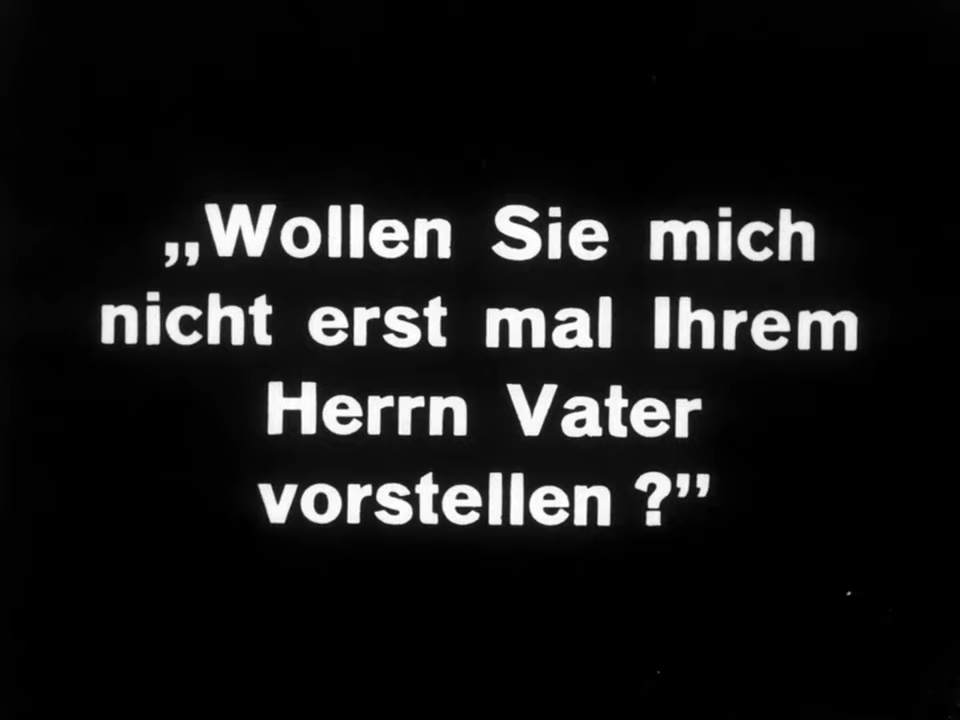 „Wollen Sie mich
nicht erst mal Ihrem
Herrn Vater
vorstellen ?”